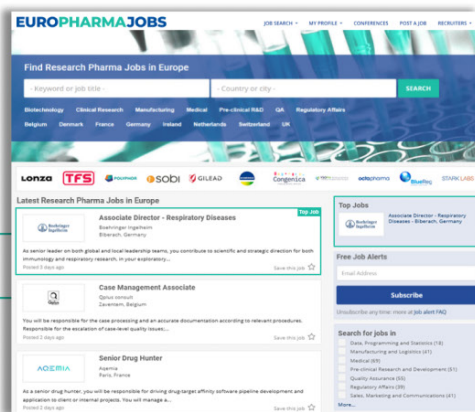 EUROPHARMAJOBS
JOB SEARCH MY PROFILE CONFERENCES POST A JOB RECRUITERS
Find Research Pharma Jobs in Europe
- Keyword or job title - - Country or city - SEARCH
Biotechnology Clinical Research Manufacturing Medical Pre-clinical R&D QA Regulatory Affairs
Belgium Denmark France Germany Ireland Netherlands Switzerland UK
Lonza TFS sobi GILEAD Congenica STARKLABS
Latest Research Pharma Jobs in Europe
Top Job
Boehringer Ingelheim
Associate Director - Respiratory Diseases
Boehringer Ingelheim
Biberach, Germany
As senior leader on both global and local leadership teams, you contribute to scientific and strategic direction for both
immunology and respiratory research, in your exploratory...
Posted 2 days ago Save this job
Case Management Associate
Qplus consult
Zaventem, Belgium
You will be responsible for the case processing and an accurate documentation according to relevant procedures.
Responsible for the escalation of case-level quality issues;...
Posted 2 days ago Save this job
AQEMIA
Senior Drug Hunter
Aqemia
Paris, France
As a senior drug hunter, you will be responsible for driving drug-target affinity software pipeline development and
application to client or internal projects. You will manage a...
Posted 2 days ago Save this job
Top Jobs
Boehringer Ingelheim
Associate Director - Respiratory
Diseases - Biberach, Germany
Free Job Alerts
Email Address
Subscribe
Unsubscribe any time: more at Job alert FAQ
Search for jobs in
Data, Programming and Statistics (18)
Manufacturing and Logistics (41)
Medical (69)
Pre-clinical Research and Development (51)
Quality Assurance (65)
Regulatory Affairs (39)
Sales, Marketing and Communications (41)
More...